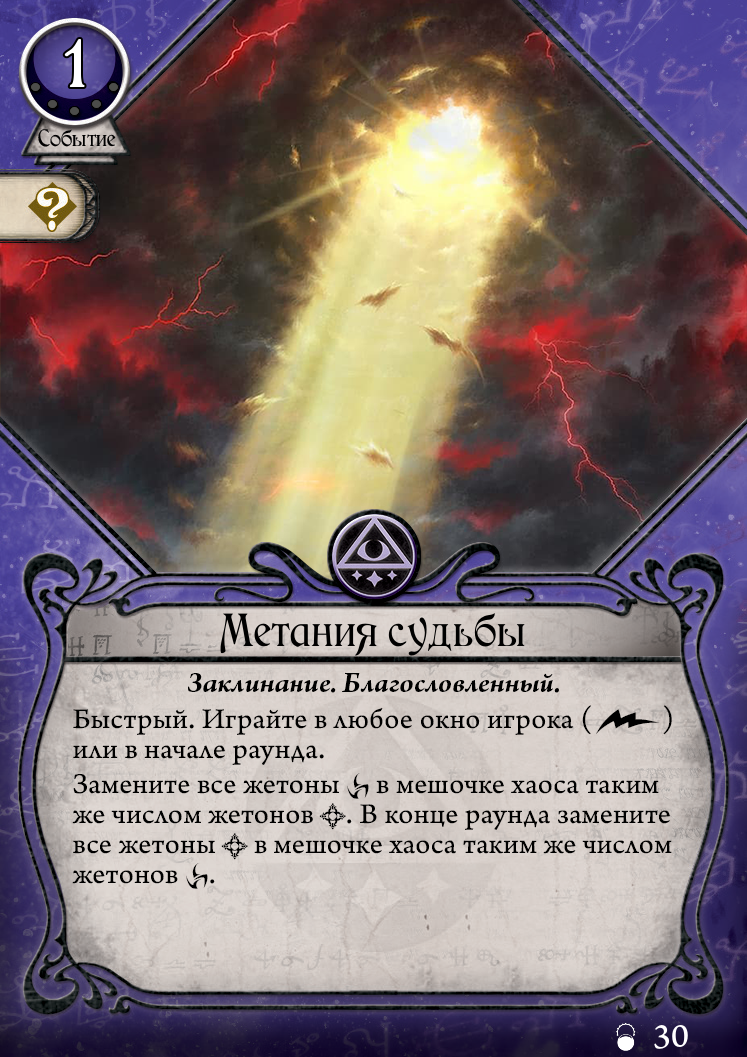 1
Событие
?
Метания судьбы
Заклинание. Благословленный.
Быстрый. Играйте в любое окно игрока ( )
или в начале раунда.
Замените все жетоны в мешочке хаоса таким
же числом жетонов . В конце раунда замените
все жетоны в мешочке хаоса таким же числом
жетонов .
30